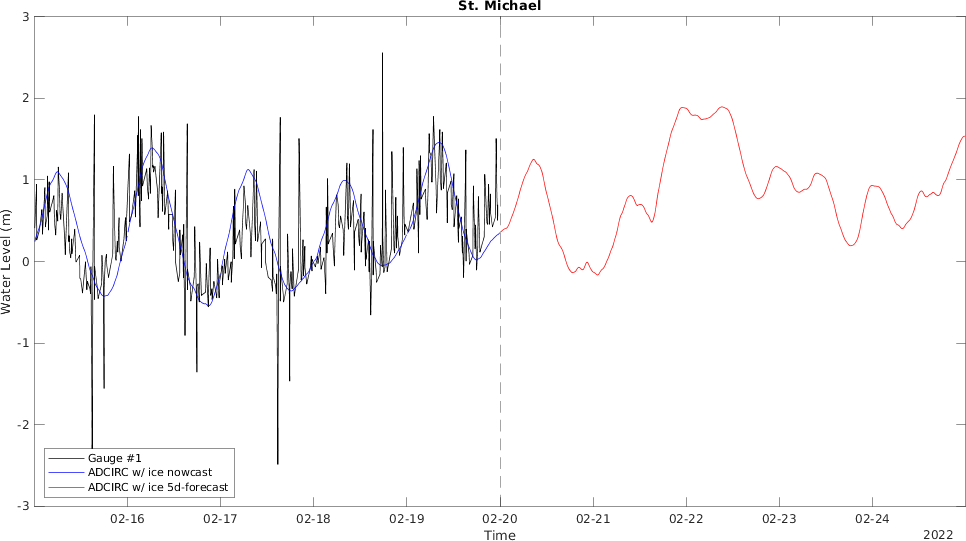 St. Michael
Water Level (m)
3
2
1
0
-1
-2
-3
Gauge #1
ADCIRC w/ ice nowcast
ADCIRC w/ ice 5d-forecast
02-16 02-17 02-18 02-19 02-20 02-21 02-22 02-23 02-24
Time
2022